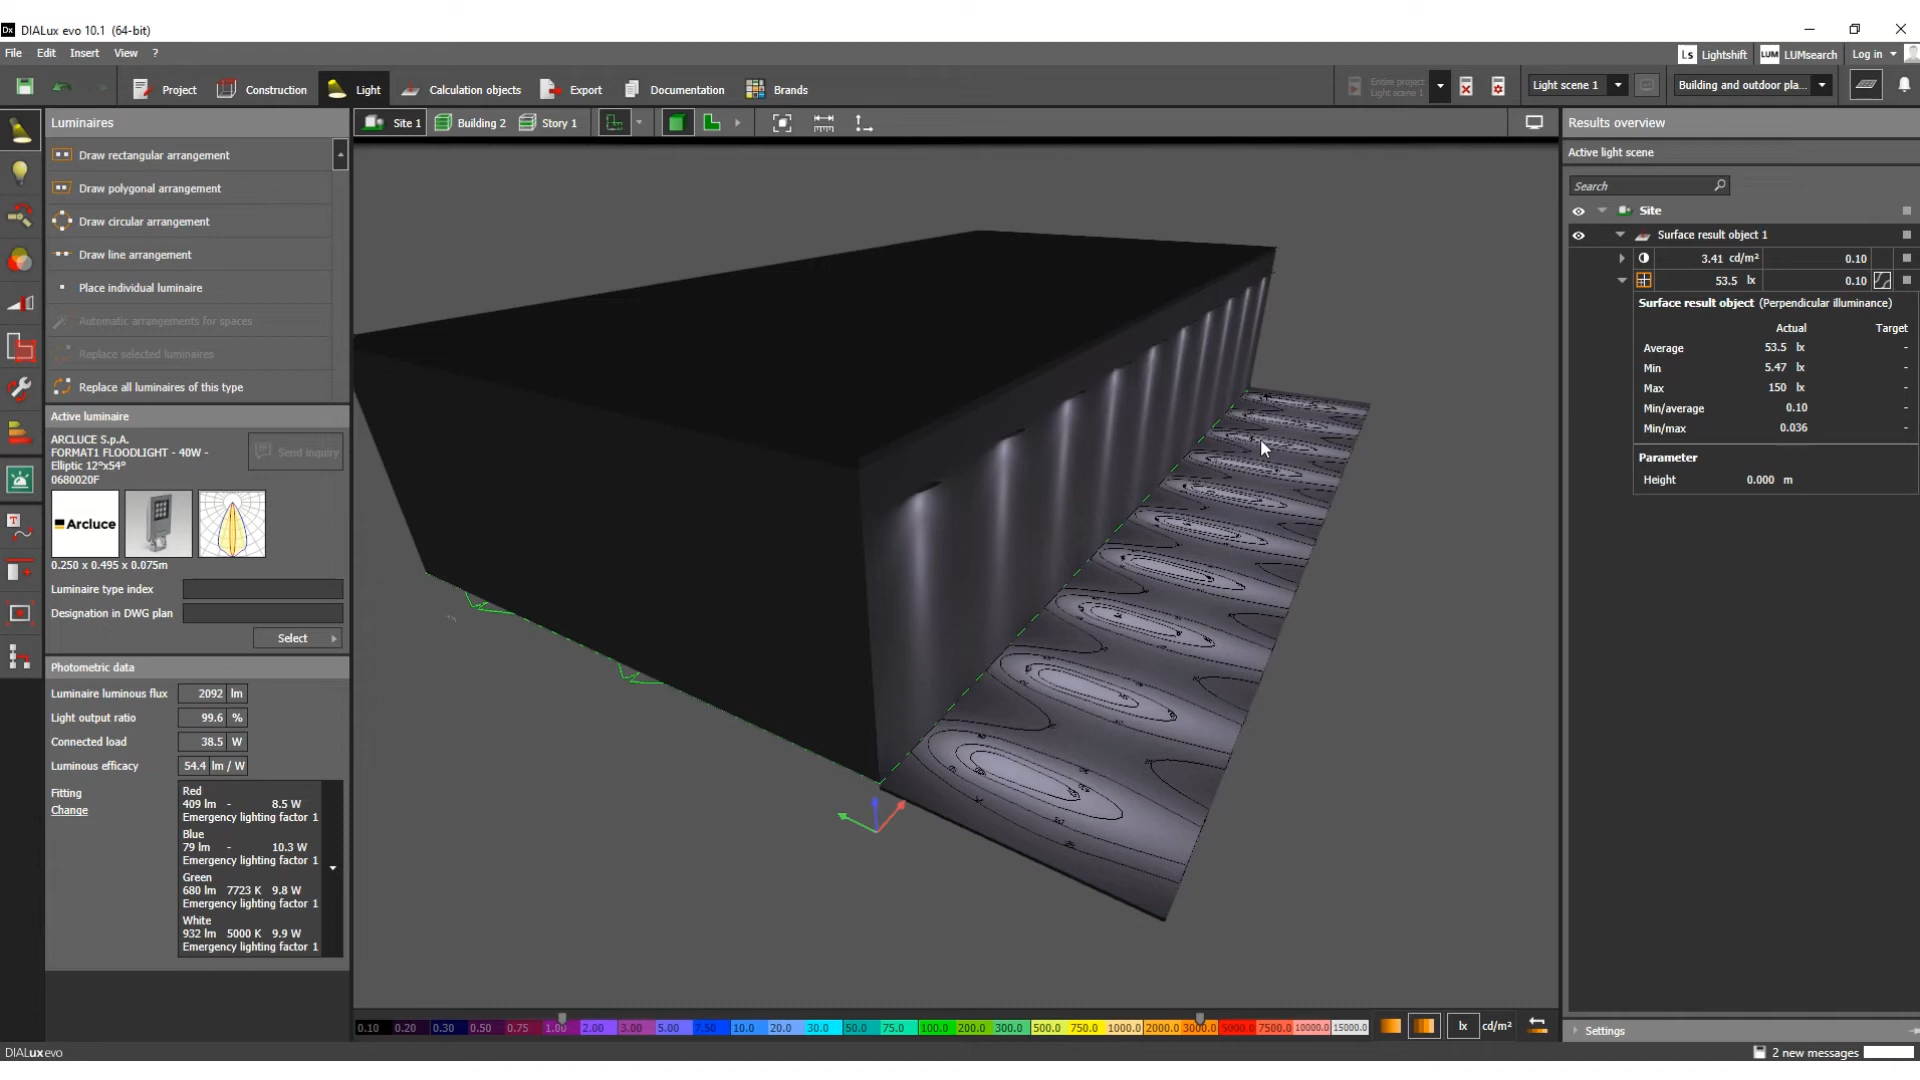 DIALux evo 10.1 (64-bit)
File Edit Insert View ?
Lightshift LUMsearch Log in
Project Construction Light Calculation objects Export Documentation Brands
Entire project
Light scene 1
Light scene 1
Building and outdoor pla...
Luminaires
Site 1 Building 2 Story 1
Results overview
Draw rectangular arrangement
Draw polygonal arrangement
Draw circular arrangement
Draw line arrangement
Place individual luminaire
Automatic arrangements for spaces
Replace selected luminaires
Replace all luminaires of this type
Active luminaire
ARCLUCE S.p.A.
FORMAT1 FLOODLIGHT - 40W -
Elliptic 12°x54°
0680020F
Send inquiry
Arcluce
0.250 x 0.495 x 0.075m
Luminaire type index
Designation in DWG plan
Select
Photometric data
Luminaire luminous flux 2092 lm
Light output ratio 99.6 %
Connected load 38.5 W
Luminous efficacy 54.4 lm / W
Fitting
Change
Red
409 lm - 8.5 W
Emergency lighting factor 1
Blue
79 lm - 10.3 W
Emergency lighting factor 1
Green
680 lm 7723 K 9.8 W
Emergency lighting factor 1
White
932 lm 5000 K 9.9 W
Emergency lighting factor 1
Active light scene
Search
Site
Surface result object 1
3.41 cd/m² 0.10
53.5 lx 0.10
Surface result object (Perpendicular illuminance)
Actual Target
Average 53.5 lx -
Min 5.47 lx -
Max 150 lx -
Min/average 0.10 -
Min/max 0.036 -
Parameter
Height 0.000 m
0.10 0.20 0.30 0.50 0.75 1.00 2.00 3.00 5.00 7.50 10.0 20.0 30.0 50.0 75.0 100.0 200.0 300.0 500.0 750.0 1000.0 2000.0 3000.0 5000.0 7500.0 10000.0 15000.0
lx cd/m²
Settings
DIALux evo
2 new messages